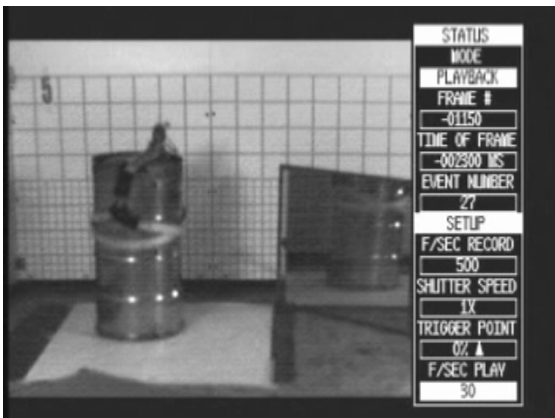 5
STATUS
MODE
PLAYBACK
FRAME #
-01150
TIME OF FRAME
-002300 MS
EVENT NUMBER
27
SETUP
F/SEC RECORD
500
SHUTTER SPEED
1X
TRIGGER POINT
0%
F/SEC PLAY
30